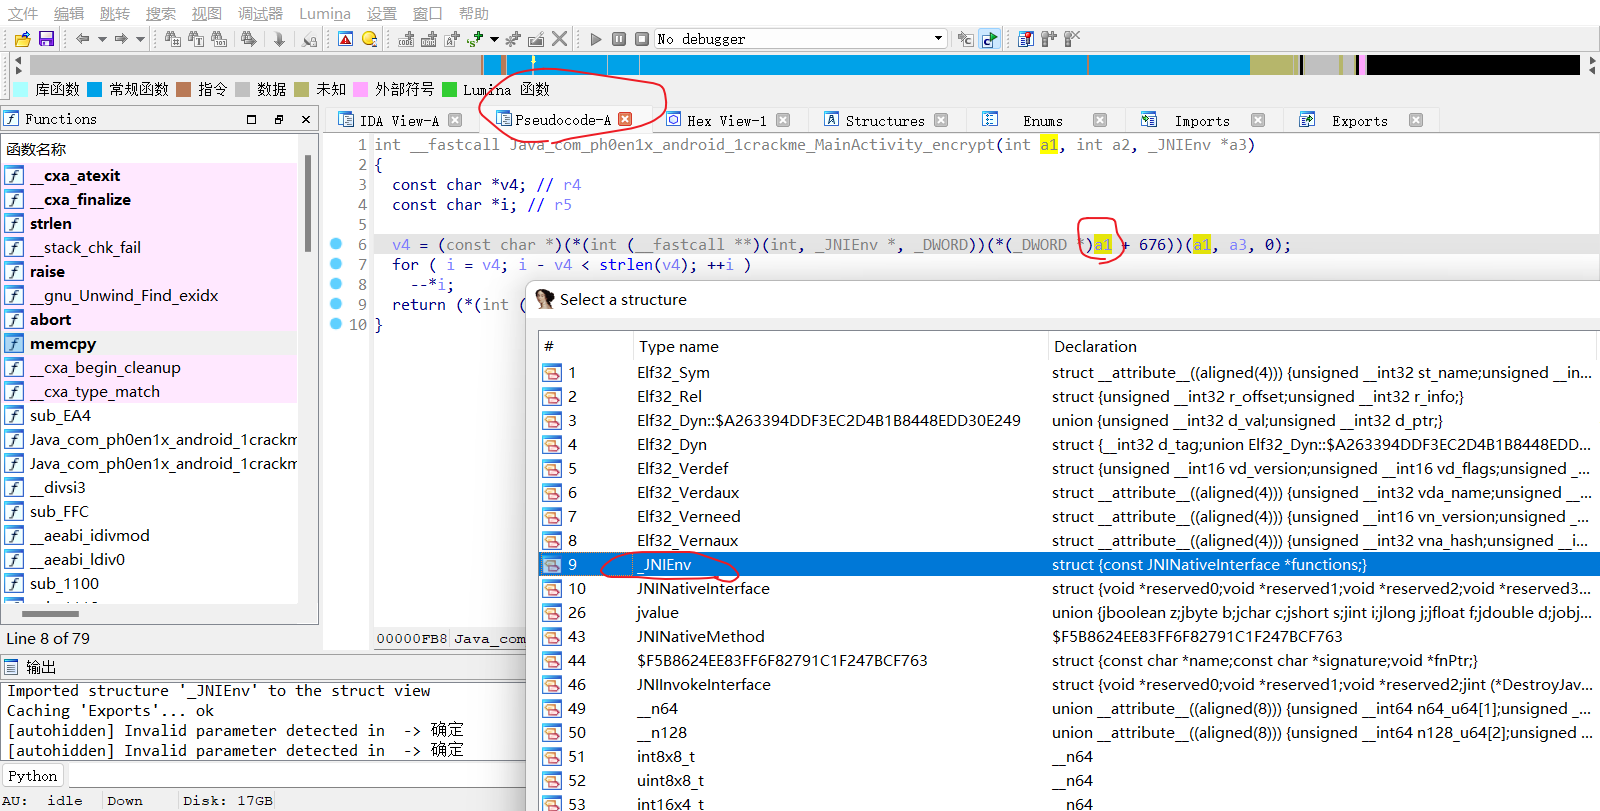 文件 编辑 跳转 搜索 视图 调试器 Lumina 设置 窗口 帮助
No debugger
库函数 常规函数 指令 数据 未知 外部符号 Lumina 函数
Functions
IDA View-A Pseudocode-A Hex View-1 Structures Enums Imports Exports
函数名称
__cxa_atexit
__cxa_finalize
strlen
__stack_chk_fail
raise
__gnu_Unwind_Find_exidx
abort
memcpy
__cxa_begin_cleanup
__cxa_type_match
sub_EA4
Java_com_ph0en1x_android_1crackm
Java_com_ph0en1x_android_1crackm
__divsi3
sub_FFC
__aeabi_idivmod
__aeabi_ldiv0
sub_1100
Line 8 of 79
1 int __fastcall Java_com_ph0en1x_android_1crackme_MainActivity_encrypt(int a1, int a2, _JNIEnv *a3)
2 {
3 const char *v4; // r4
4 const char *i; // r5
5
6 v4 = (const char *)(*(int (__fastcall **)(int, _JNIEnv *, _DWORD))(*(_DWORD *)a1 + 676))(a1, a3, 0);
7 for ( i = v4; i - v4 < strlen(v4); ++i )
8 --*i;
9 return (*(int (
10 }
00000FB8 Java_com
Select a structure
# Type name Declaration
1 Elf32_Sym struct __attribute__((aligned(4))) {unsigned __int32 st_name;unsigned __in...
2 Elf32_Rel struct {unsigned __int32 r_offset;unsigned __int32 r_info;}
3 Elf32_Dyn::$A263394DDF3EC2D4B1B8448EDD30E249 union {unsigned __int32 d_val;unsigned __int32 d_ptr;}
4 Elf32_Dyn struct {__int32 d_tag;union Elf32_Dyn::$A263394DDF3EC2D4B1B8448EDD...
5 Elf32_Verdef struct {unsigned __int16 vd_version;unsigned __int16 vd_flags;unsigned _...
6 Elf32_Verdaux struct __attribute__((aligned(4))) {unsigned __int32 vda_name;unsigned __...
7 Elf32_Verneed struct __attribute__((aligned(4))) {unsigned __int16 vn_version;unsigned _...
8 Elf32_Vernaux struct __attribute__((aligned(4))) {unsigned __int32 vna_hash;unsigned __i...
9 _JNIEnv struct {const JNINativeInterface *functions;}
10 JNINativeInterface struct {void *reserved0;void *reserved1;void *reserved2;void *reserved3...
26 jvalue union {jboolean z;jbyte b;jchar c;jshort s;jint i;jlong j;jfloat f;jdouble d;jobj...
43 JNINativeMethod $F5B8624EE83FF6F82791C1F247BCF763
44 $F5B8624EE83FF6F82791C1F247BCF763 struct {const char *name;const char *signature;void *fnPtr;}
46 JNIInvokeInterface struct {void *reserved0;void *reserved1;void *reserved2;jint (*DestroyJav...
49 __n64 union __attribute__((aligned(8))) {unsigned __int64 n64_u64[1];unsigned _...
50 __n128 union __attribute__((aligned(8))) {unsigned __int64 n128_u64[2];unsigned ...
51 int8x8_t __n64
52 uint8x8_t __n64
53 int16x4_t __n64
输出
Imported structure '_JNIEnv' to the struct view
Caching 'Exports'... ok
[autohidden] Invalid parameter detected in -> 确定
[autohidden] Invalid parameter detected in -> 确定
Python
AU: idle Down Disk: 17GB